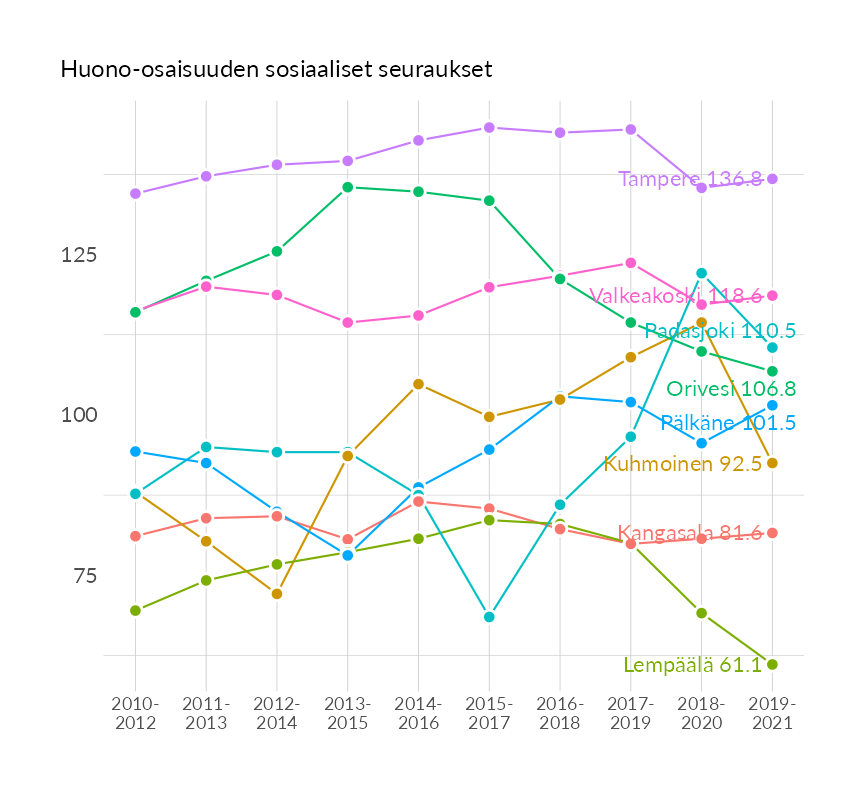 Huono-osaisuuden sosiaaliset seuraukset
Tampere 136.8
125
Valkeakoski 118.6
Padasjoki 110.5
Orivesi 106.8
100
Pälkäne 101.5
Kuhmoinen 92.5
Kangasala 81.6
75
Lempäälä 61.1
2010-2012
2011-2013
2012-2014
2013-2015
2014-2016
2015-2017
2016-2018
2017-2019
2018-2020
2019-2021